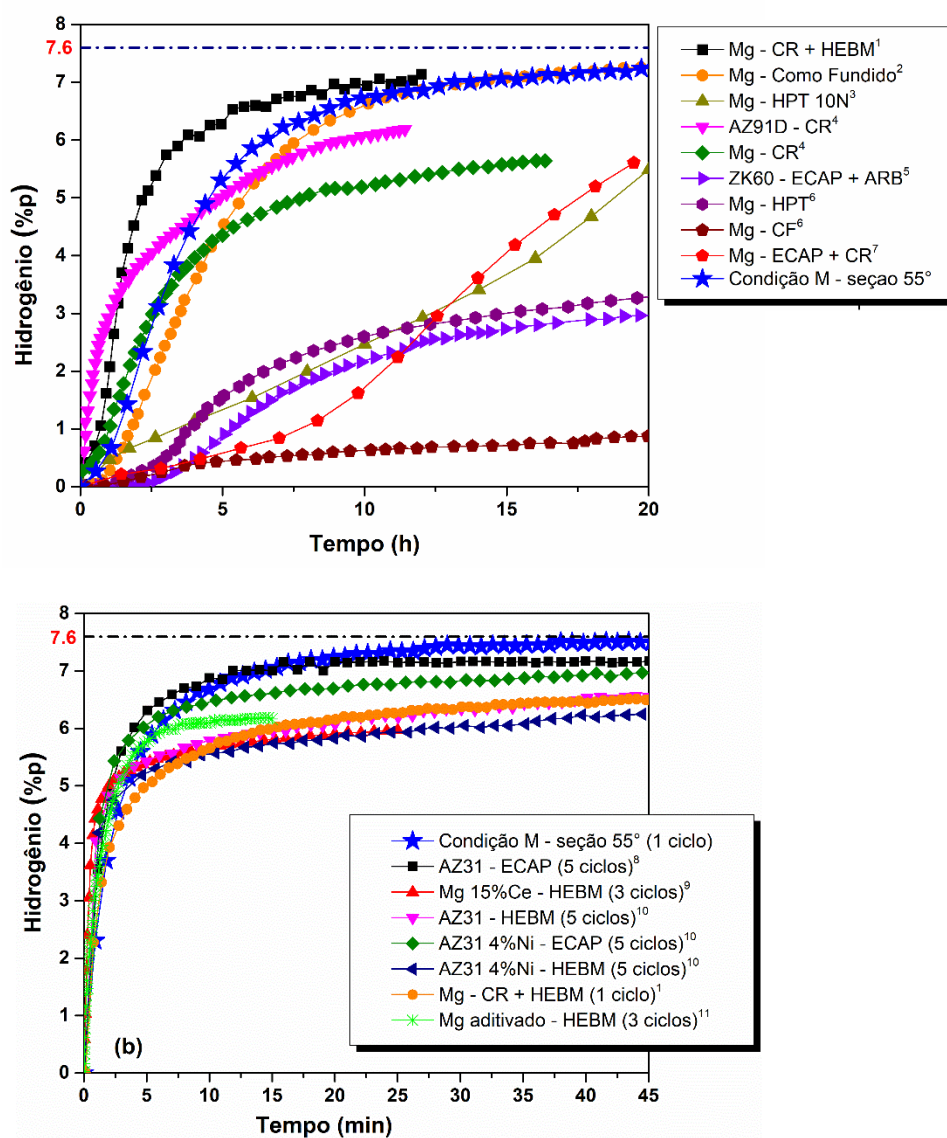 8
7.6
7
6
5
4
3
2
1
0
Hidrogênio (%p)
0 5 10 15 20
Tempo (h)
Mg - CR + HEBM¹
Mg - Como Fundido²
Mg - HPT 10N³
AZ91D - CR⁴
Mg - CR⁴
ZK60 - ECAP + ARB⁵
Mg - HPT⁶
Mg - CF⁶
Mg - ECAP + CR⁷
Condição M - seçao 55°
8
7.6
7
6
5
4
3
2
1
0
Hidrogênio (%p)
Condição M - seção 55° (1 ciclo)
AZ31 - ECAP (5 ciclos)⁸
Mg 15%Ce - HEBM (3 ciclos)⁹
AZ31 - HEBM (5 ciclos)¹⁰
AZ31 4%Ni - ECAP (5 ciclos)¹⁰
AZ31 4%Ni - HEBM (5 ciclos)¹⁰
Mg - CR + HEBM (1 ciclo)¹
Mg aditivado - HEBM (3 ciclos)¹¹
(b)
0 5 10 15 20 25 30 35 40 45
Tempo (min)